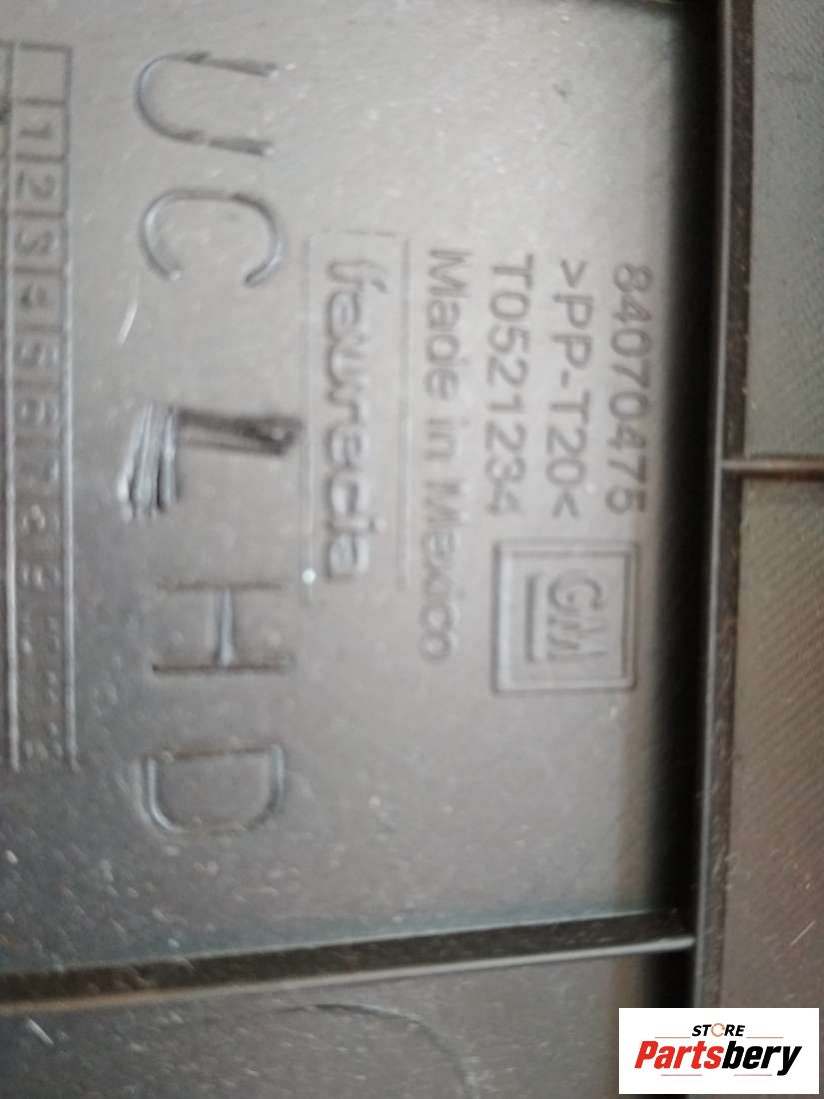 84070475
>PP-T20<
T0521234
GM
Made in Mexico
UC LHD
1 2 3 4 5 6 7 8 9
STORE
Partsbery